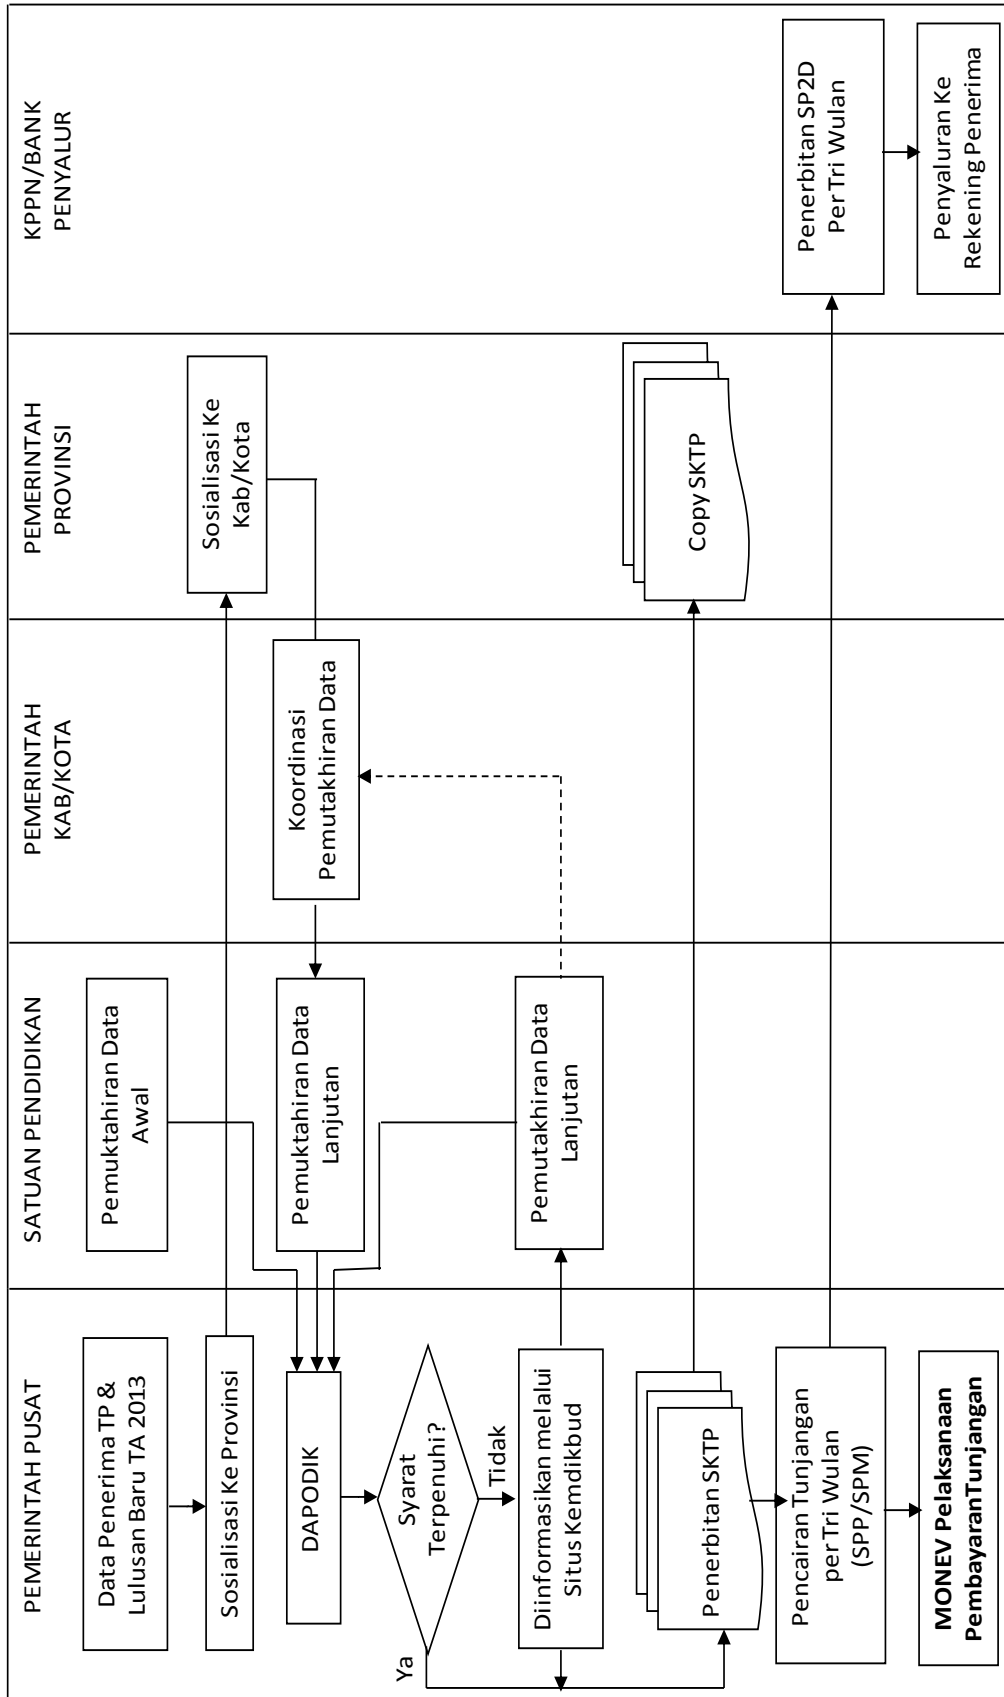 PEMERINTAH PUSAT
SATUAN PENDIDIKAN
PEMERINTAH
KAB/KOTA
PEMERINTAH
PROVINSI
KPPN/BANK
PENYALUR
Data Penerima TP &
Lulusan Baru TA 2013
Pemuktahiran Data
Awal
Sosialisasi Ke Provinsi
Sosialisasi Ke
Kab/Kota
DAPODIK
Pemuktahiran Data
Lanjutan
Koordinasi
Pemutakhiran Data
Syarat
Terpenuhi?
Ya
Tidak
Diinformasikan melalui
Situs Kemdikbud
Pemutakhiran Data
Lanjutan
Penerbitan SKTP
Copy SKTP
Pencairan Tunjangan
per Tri Wulan
(SPP/SPM)
Penerbitan SP2D
Per Tri Wulan
MONEV Pelaksanaan
PembayaranTunjangan
Penyaluran Ke
Rekening Penerima